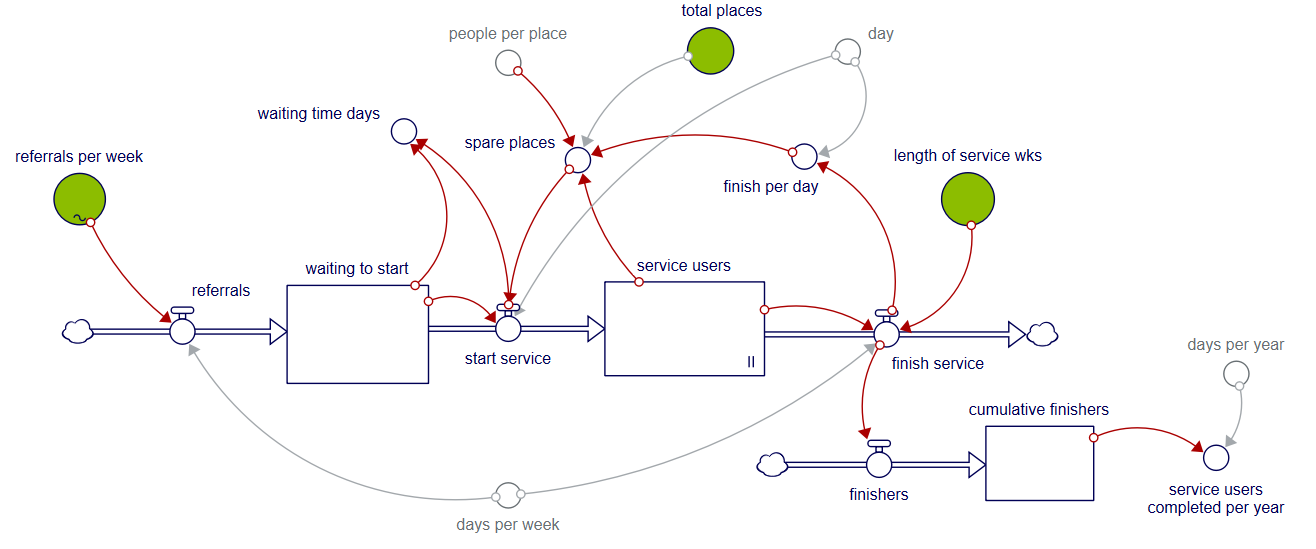 total places
people per place
day
waiting time days
spare places
referrals per week
length of service wks
finish per day
waiting to start
service users
referrals
start service
finish service
days per year
cumulative finishers
finishers
service users
completed per year
days per week